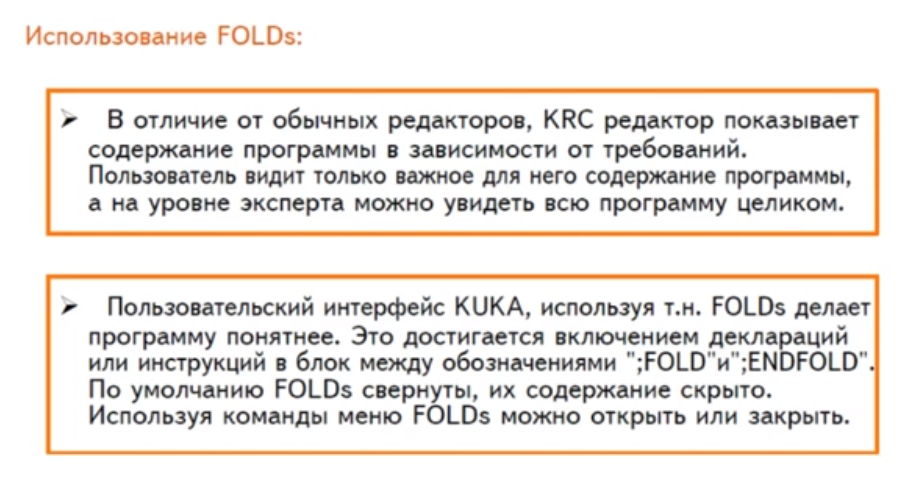 Использование FOLDs:
➢ В отличие от обычных редакторов, KRC редактор показывает
содержание программы в зависимости от требований.
Пользователь видит только важное для него содержание программы,
а на уровне эксперта можно увидеть всю программу целиком.
➢ Пользовательский интерфейс KUKA, используя т.н. FOLDs делает
программу понятнее. Это достигается включением деклараций
или инструкций в блок между обозначениями ";FOLD"и";ENDFOLD".
По умолчанию FOLDs свернуты, их содержание скрыто.
Используя команды меню FOLDs можно открыть или закрыть.